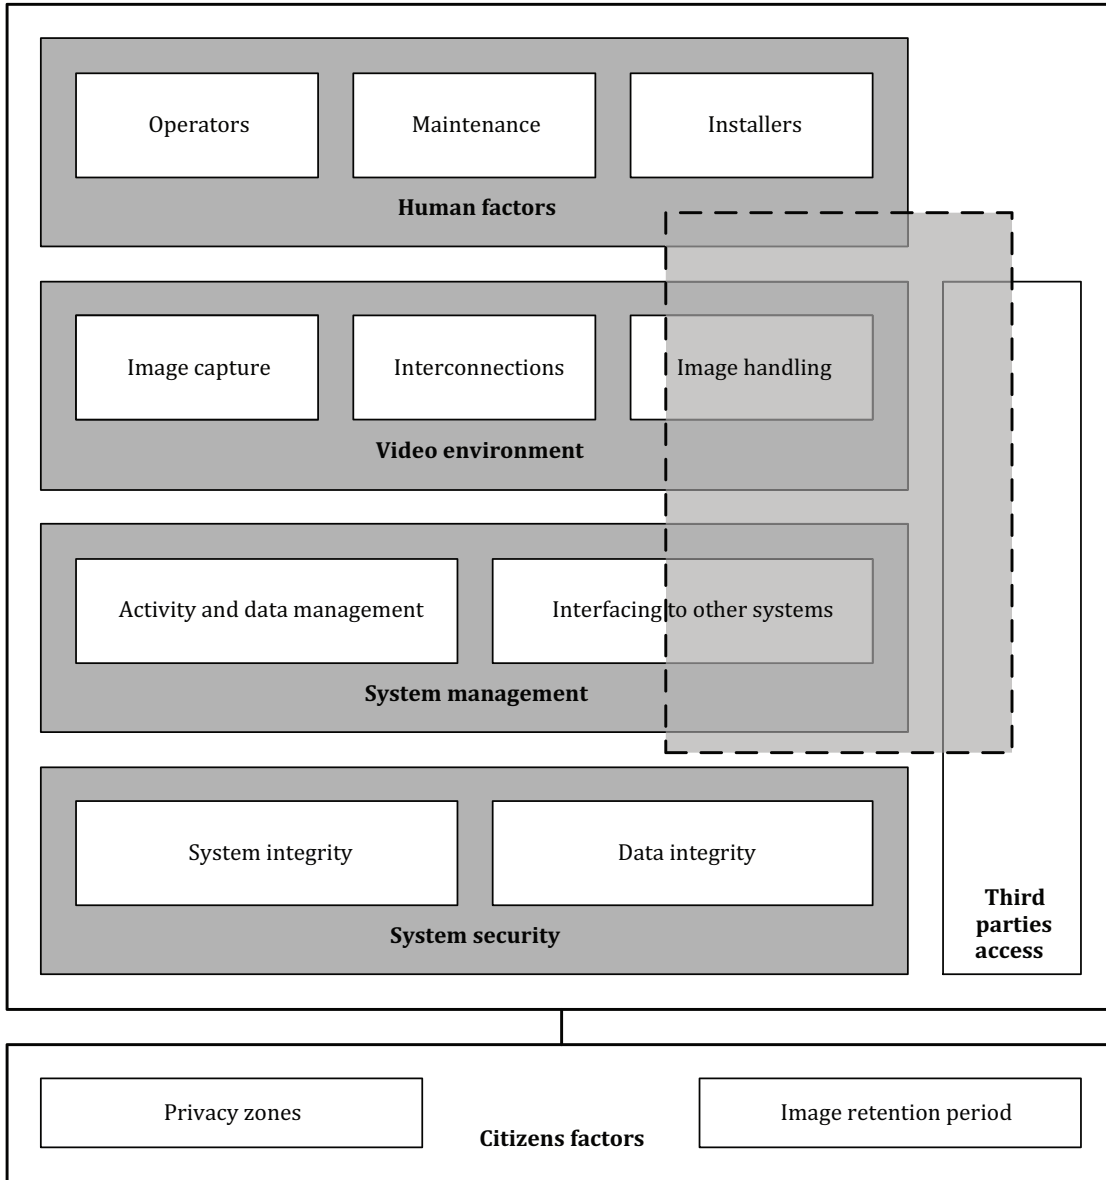 Operators
Maintenance
Installers
Human factors
Image capture
Interconnections
Image handling
Video environment
Activity and data management
Interfacing to other systems
System management
System integrity
Data integrity
System security
Third
parties
access
Privacy zones
Image retention period
Citizens factors